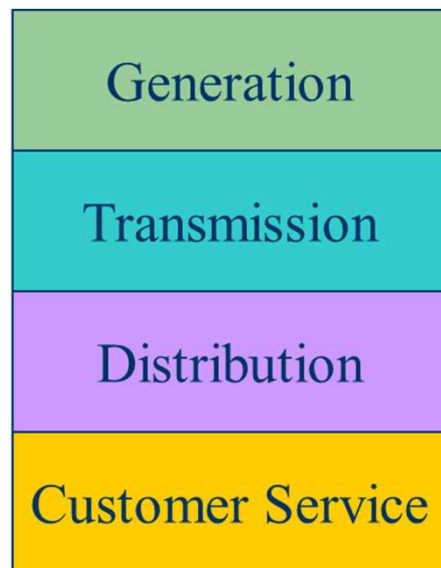 Generation
Transmission
Distribution
Customer Service